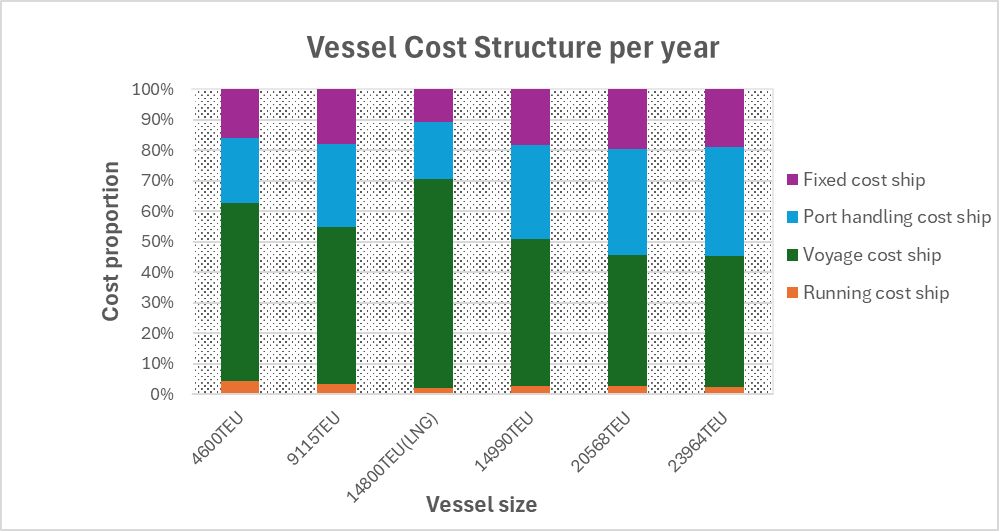 Vessel Cost Structure per year
100%
90%
80%
70%
60%
50%
40%
30%
20%
10%
0%
Cost proportion
4600TEU
9115TEU
14800TEU(LNG)
14990TEU
20568TEU
23964TEU
Vessel size
Fixed cost ship
Port handling cost ship
Voyage cost ship
Running cost ship